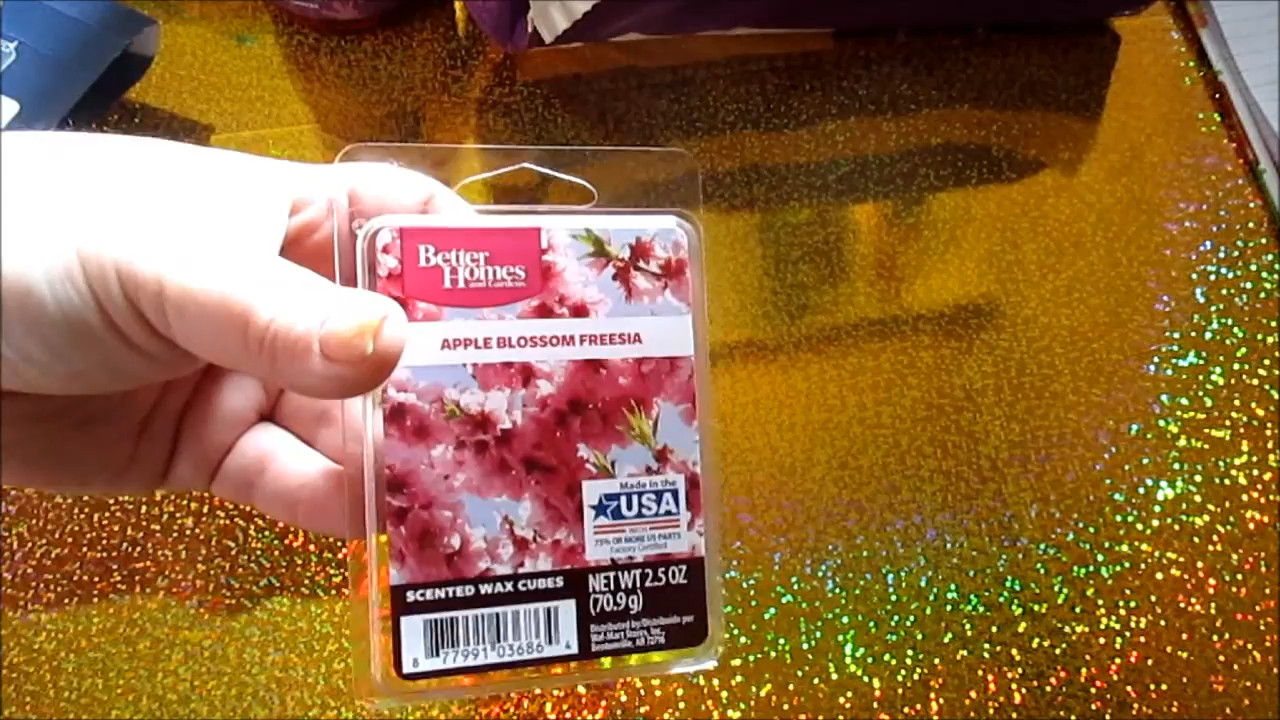 Better
Homes
and Gardens
APPLE BLOSSOM FREESIA
Made in the
USA
WITH
75% OR MORE US PARTS
Factory Certified
SCENTED WAX CUBES
NET WT 2.5 OZ
(70.9 g)
Distributed by/Distribuido por
Wal-Mart Stores, Inc.
Bentonville, AR 72716
8 77991 03686 4